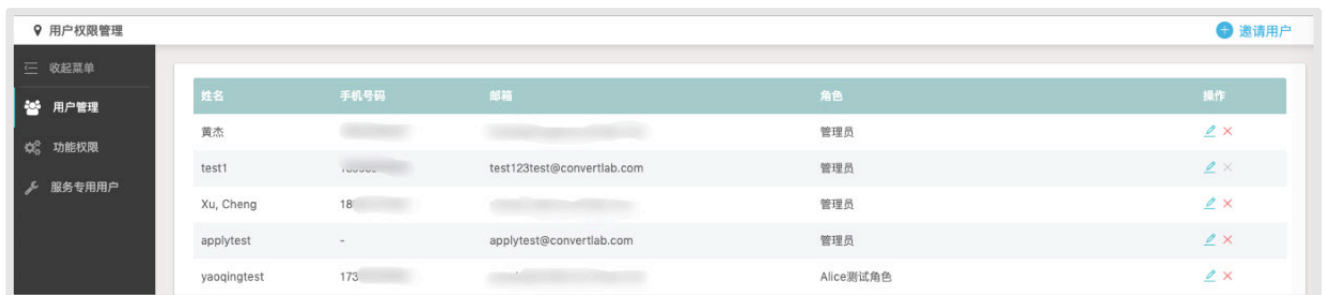 用户权限管理
邀请用户
收起菜单
用户管理
功能权限
服务专用用户
姓名 手机号码 邮箱 角色 操作
黄杰 管理员
test1 test123test@convertlab.com 管理员
Xu, Cheng 18 管理员
applytest - applytest@convertlab.com 管理员
yaoqingtest 173 Alice测试角色